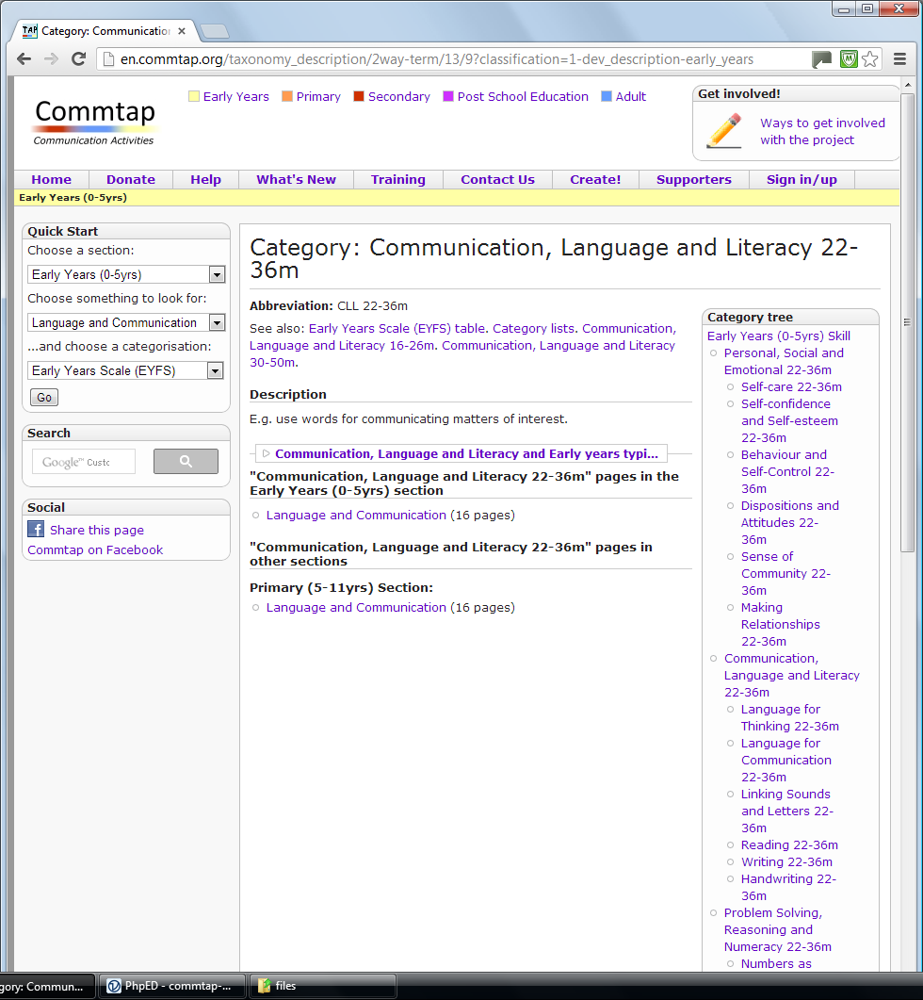 Category: Communication
en.commtap.org/taxonomy_description/2way-term/13/9?classification=1-dev_description-early_years
Commtap
Communication Activities
Early Years
Primary
Secondary
Post School Education
Adult
Get involved!
Ways to get involved
with the project
Home
Donate
Help
What's New
Training
Contact Us
Create!
Supporters
Sign in/up
Early Years (0-5yrs)
Quick Start
Choose a section:
Early Years (0-5yrs)
Choose something to look for:
Language and Communication
...and choose a categorisation:
Early Years Scale (EYFS)
Go
Search
Google™ Custc
Social
Share this page
Commtap on Facebook
Category: Communication, Language and Literacy 22-
36m
Abbreviation: CLL 22-36m
See also: Early Years Scale (EYFS) table. Category lists. Communication,
Language and Literacy 16-26m. Communication, Language and Literacy
30-50m.
Description
E.g. use words for communicating matters of interest.
Communication, Language and Literacy and Early years typi...
"Communication, Language and Literacy 22-36m" pages in the
Early Years (0-5yrs) section
Language and Communication (16 pages)
"Communication, Language and Literacy 22-36m" pages in
other sections
Primary (5-11yrs) Section:
Language and Communication (16 pages)
Category tree
Early Years (0-5yrs) Skill
Personal, Social and
Emotional 22-36m
Self-care 22-36m
Self-confidence
and Self-esteem
22-36m
Behaviour and
Self-Control 22-
36m
Dispositions and
Attitudes 22-
36m
Sense of
Community 22-
36m
Making
Relationships
22-36m
Communication,
Language and Literacy
22-36m
Language for
Thinking 22-36m
Language for
Communication
22-36m
Linking Sounds
and Letters 22-
36m
Reading 22-36m
Writing 22-36m
Handwriting 22-
36m
Problem Solving,
Reasoning and
Numeracy 22-36m
Numbers as
gory: Commun...
PhpED - commtap-...
files